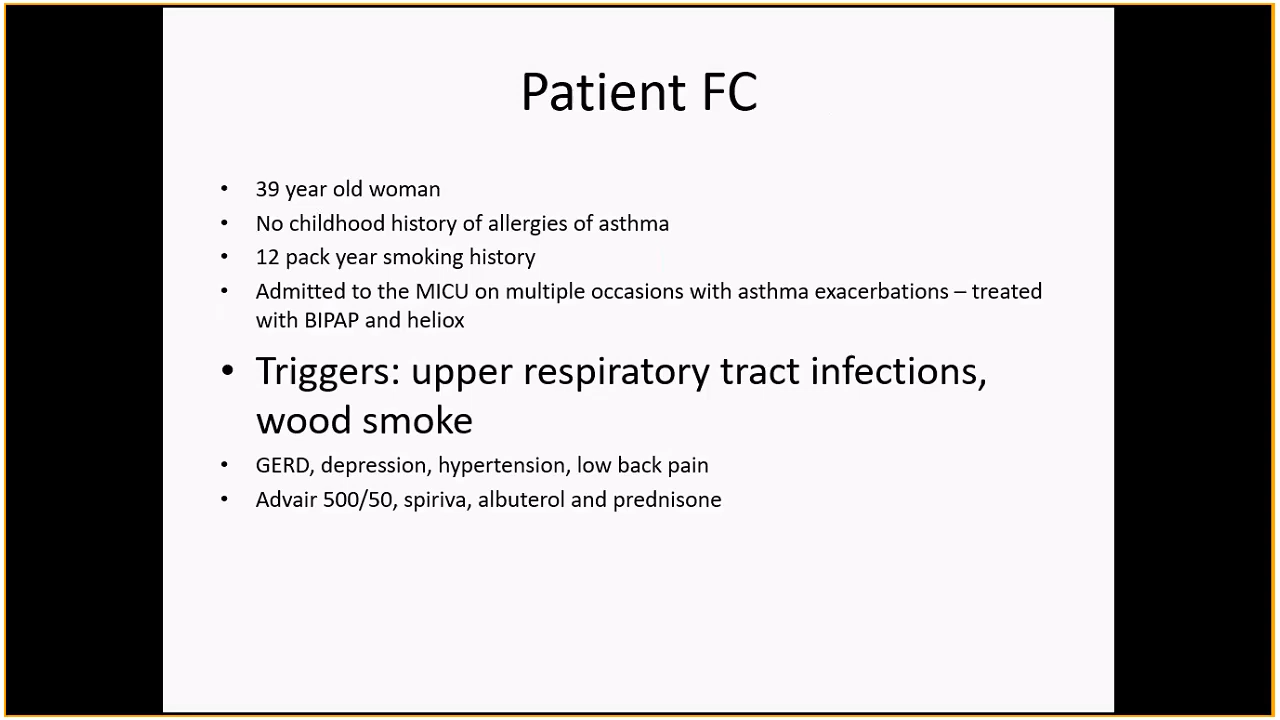 Patient FC
• 39 year old woman
• No childhood history of allergies of asthma
• 12 pack year smoking history
• Admitted to the MICU on multiple occasions with asthma exacerbations – treated
with BIPAP and heliox
• Triggers: upper respiratory tract infections,
wood smoke
• GERD, depression, hypertension, low back pain
• Advair 500/50, spiriva, albuterol and prednisone